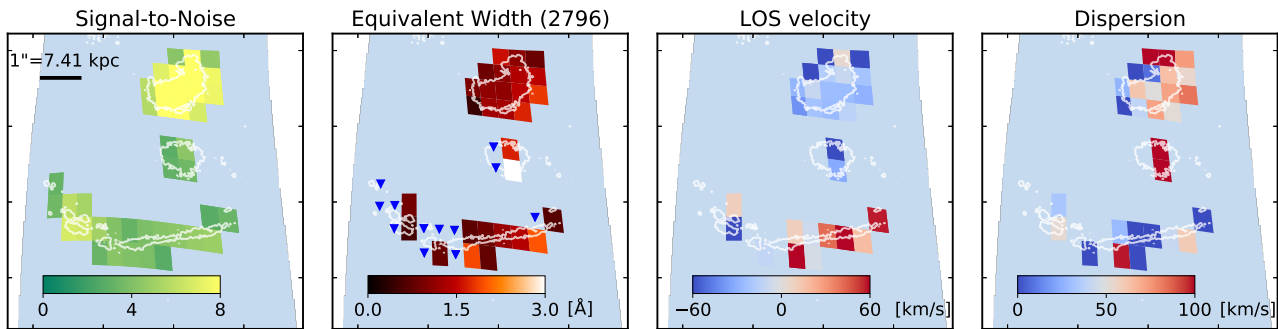 Signal-to-Noise
Equivalent Width (2796)
LOS velocity
Dispersion
1"=7.41 kpc
0 4 8
0.0 1.5 3.0 [Å]
−60 0 60 [km/s]
0 50 100 [km/s]